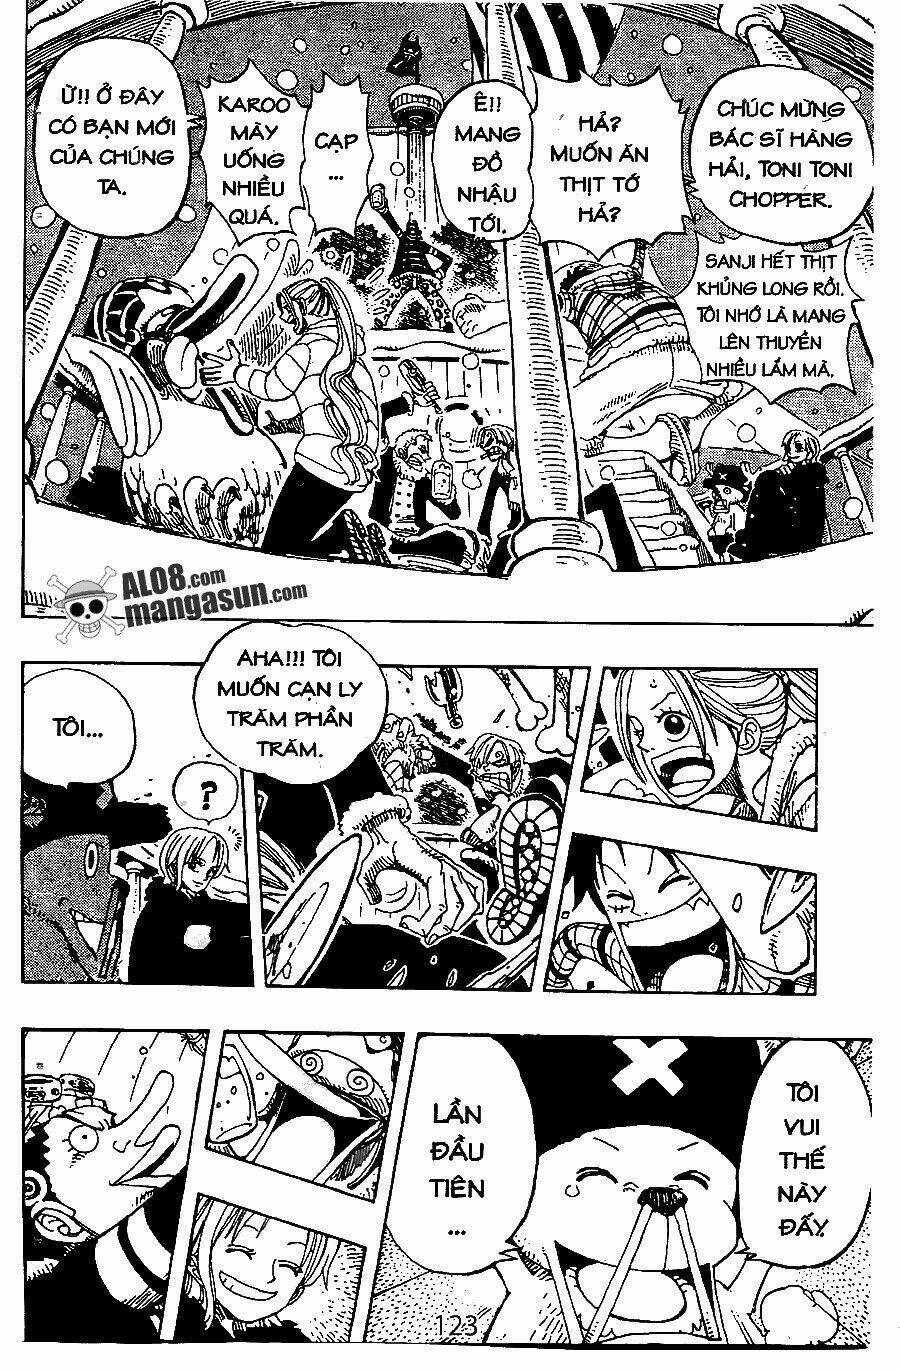 CHÚC MỪNG
BÁC SĨ HÀNG
HẢI, TONI TONI
CHOPPER.
SANJI HẾT THỊT
KHỦNG LONG RỒI.
TÔI NHỚ LÀ MANG
LÊN THUYỀN
NHIỀU LẮM MÀ.
HẢ?
MUỐN ĂN
THỊT TỚ
HẢ?
Ê!!
MANG
ĐỒ
NHẬU
TỚI.
CẠP
...
KAROO
MÀY
UỐNG
NHIỀU
QUÁ.
Ừ!! Ở ĐÂY
CÓ BẠN MỚI
CỦA CHÚNG
TA.
ALO8.com
mangasun.com
AHA!!! TÔI
MUỐN CẠN LY
TRĂM PHẦN
TRĂM.
TÔI...
?
TÔI
VUI
THẾ
NÀY
ĐẤY.
LẦN
ĐẦU
TIÊN
...
123